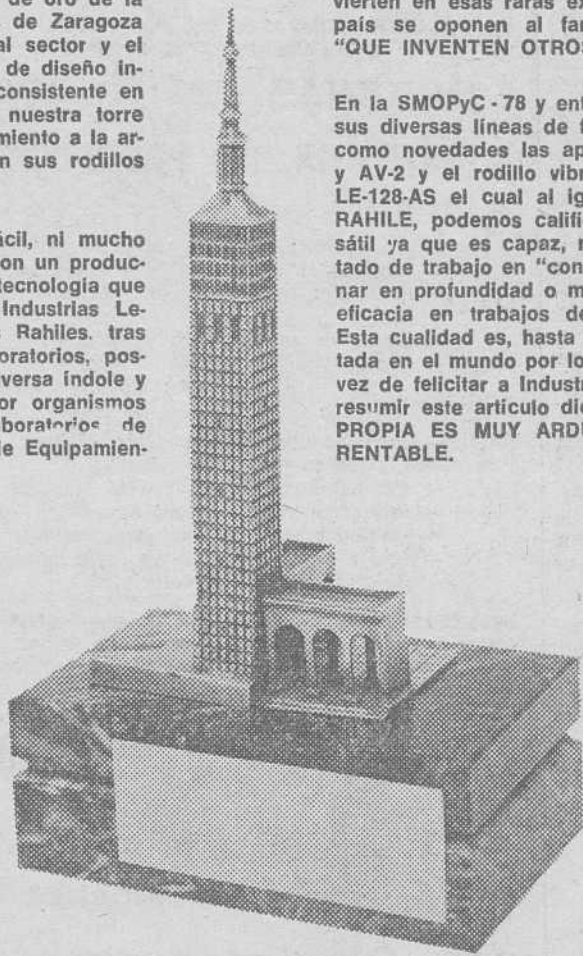 de oro de la
de Zaragoza
al sector y el
de diseño in-
consistente en
nuestra torre
miento a la ar-
n sus rodillos
ácil, ni mucho
on un produc-
tecnología que
Industrias Le-
s Rahiles. tras
oratorios, pos-
versa índole y
or organismos
boratorios de
de Equipamien-
vierten en esas raras ex
país se oponen al fam
“QUE INVENTEN OTROS
En la SMOPyC - 78 y ent
sus diversas líneas de f
como novedades las ap
y AV-2 y el rodillo vibr
LE-128-AS el cual al ig
RAHILE, podemos califi
sátil ya que es capaz, m
tado de trabajo en “con
nar en profundidad o m
eficacia en trabajos de
Esta cualidad es, hasta
tada en el mundo por lo
vez de felicitar a Industr
resumir este artículo dic
PROPIA ES MUY ARDU
RENTABLE.